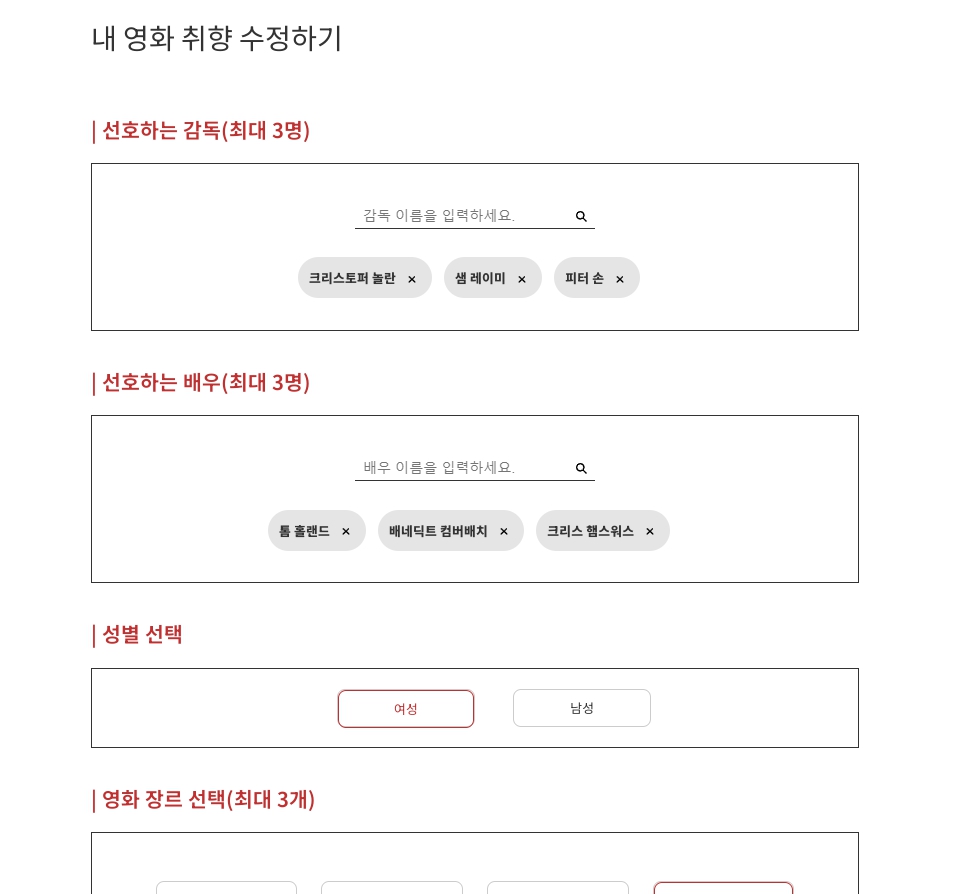 내 영화 취향 수정하기
| 선호하는 감독(최대 3명)
감독 이름을 입력하세요.
크리스토퍼 놀란 × 샘 레이미 × 피터 손 ×
| 선호하는 배우(최대 3명)
배우 이름을 입력하세요.
톰 홀랜드 × 배네딕트 컴버배치 × 크리스 햄스워스 ×
| 성별 선택
여성 남성
| 영화 장르 선택(최대 3개)